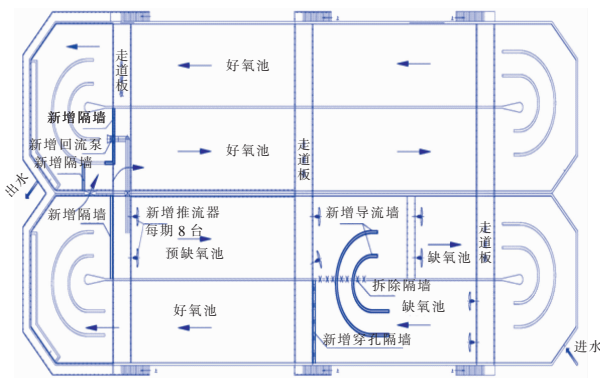 走道板
好氧池
新增隔墙
新增回流泵
新增隔墙
好氧池
走道板
出水
新增隔墙
新增推流器
每期 8 台
预缺氧池
新增导流墙
缺氧池
走道板
拆除隔墙
缺氧池
好氧池
新增穿孔隔墙
进水